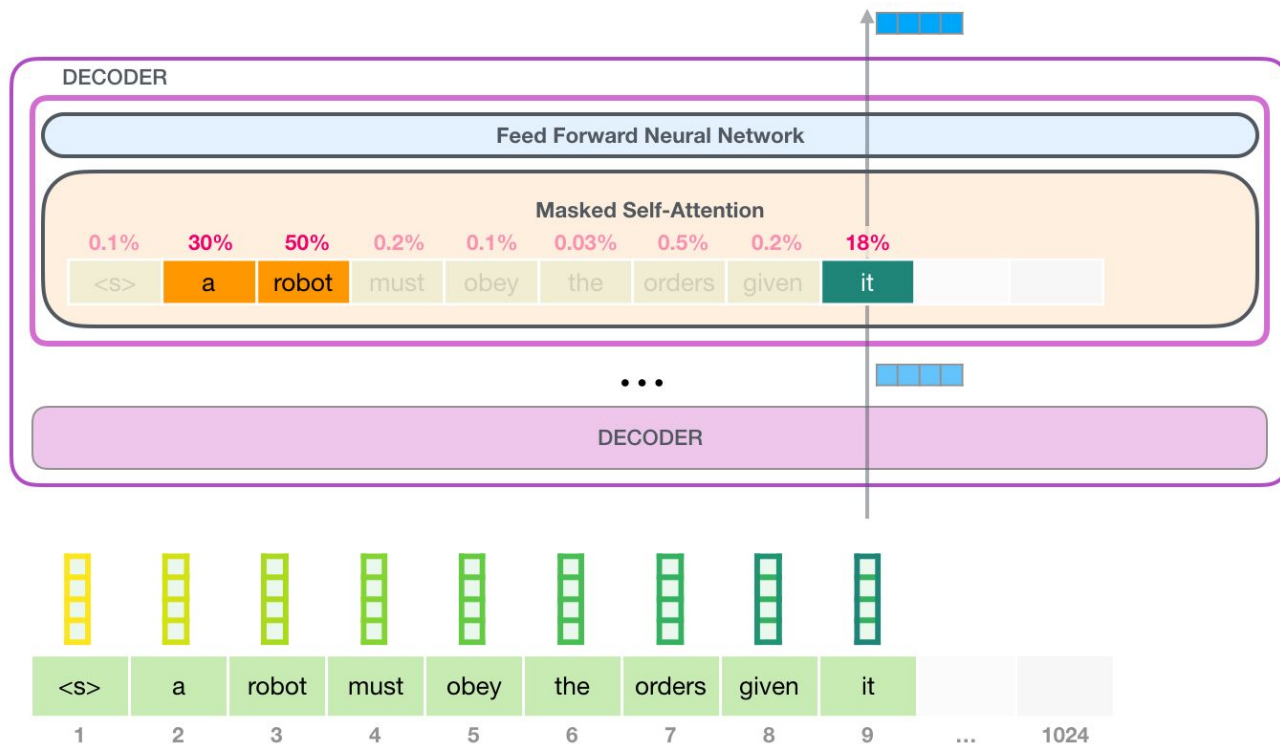 DECODER
Feed Forward Neural Network
Masked Self-Attention
0.1% 30% 50% 0.2% 0.1% 0.03% 0.5% 0.2% 18%
<s> a robot must obey the orders given it
...
DECODER
<s> a robot must obey the orders given it
1 2 3 4 5 6 7 8 9 ... 1024